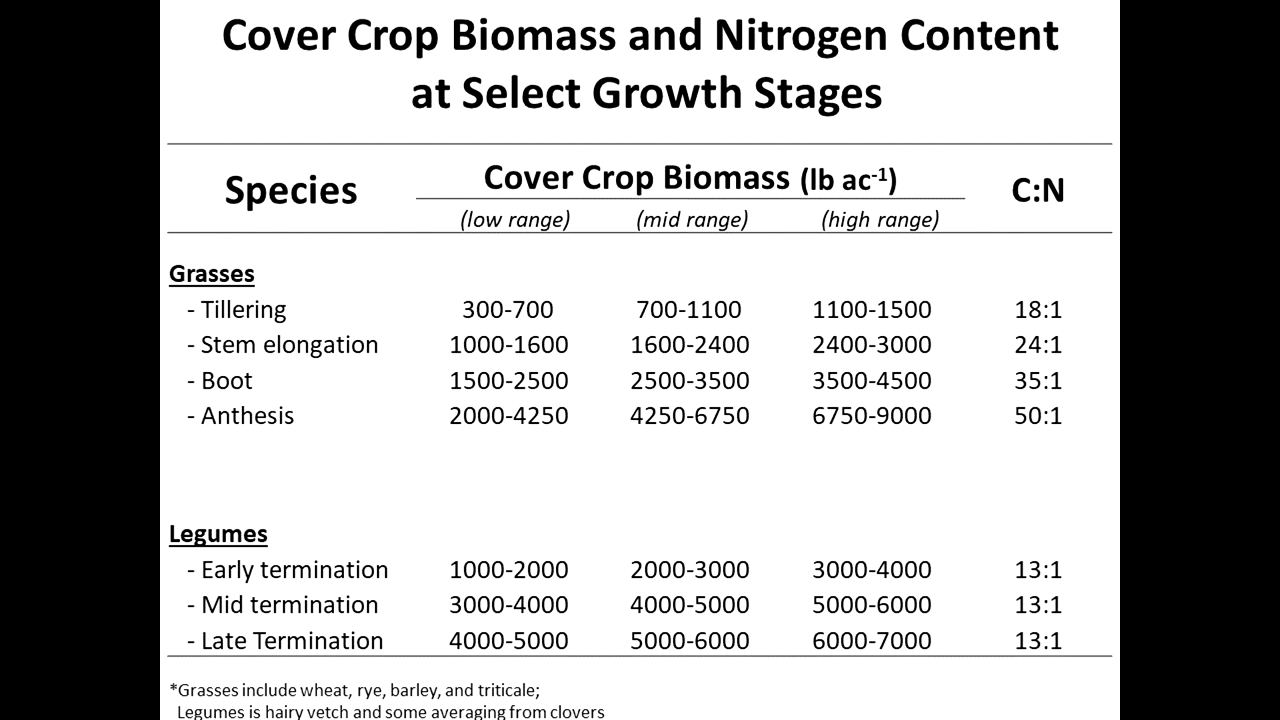 Cover Crop Biomass and Nitrogen Content
at Select Growth Stages
Species Cover Crop Biomass (lb ac⁻¹) C:N
(low range) (mid range) (high range)
Grasses
- Tillering 300-700 700-1100 1100-1500 18:1
- Stem elongation 1000-1600 1600-2400 2400-3000 24:1
- Boot 1500-2500 2500-3500 3500-4500 35:1
- Anthesis 2000-4250 4250-6750 6750-9000 50:1
Legumes
- Early termination 1000-2000 2000-3000 3000-4000 13:1
- Mid termination 3000-4000 4000-5000 5000-6000 13:1
- Late Termination 4000-5000 5000-6000 6000-7000 13:1
*Grasses include wheat, rye, barley, and triticale;
Legumes is hairy vetch and some averaging from clovers